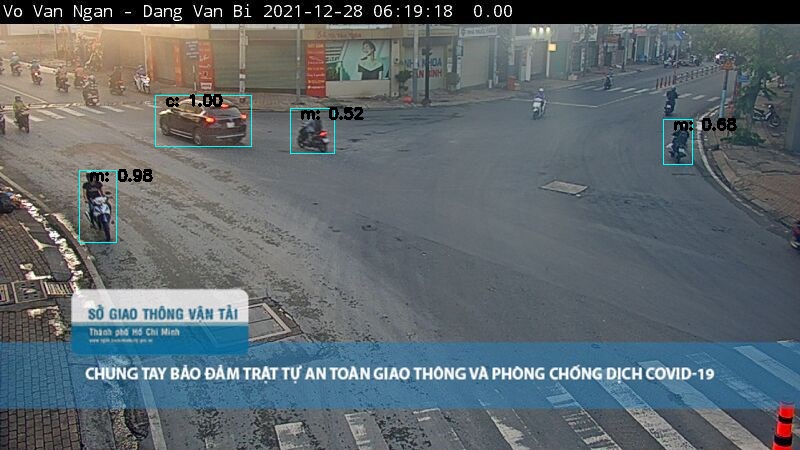 Vo Van Ngan - Dang Van Bi 2021-12-28 06:19:18 0.00
c: 1.00
m: 0.52
m: 0.68
m: 0.98
SỞ GIAO THÔNG VẬN TẢI
Thành phố Hồ Chí Minh
CHUNG TAY BẢO ĐẢM TRẬT TỰ AN TOÀN GIAO THÔNG VÀ PHÒNG CHỐNG DỊCH COVID-19